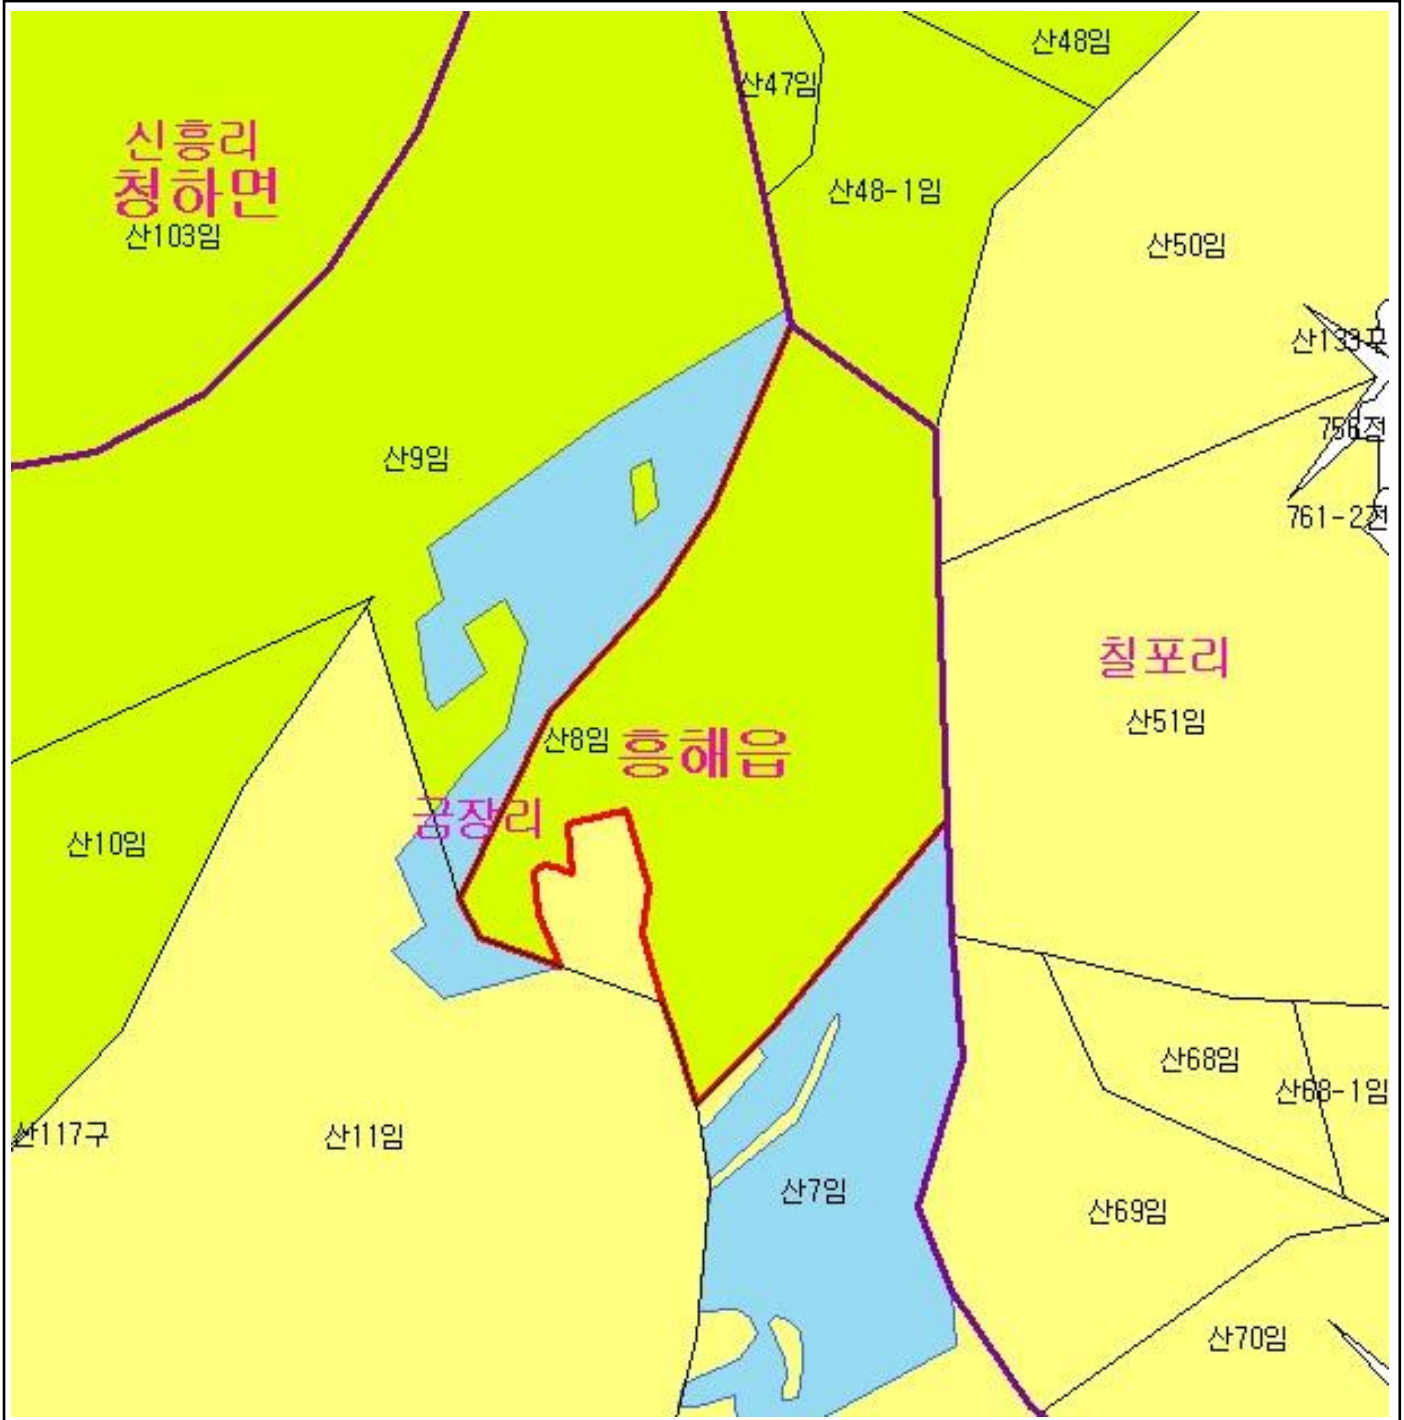 산48임
산47임
신흥리
청하면
산103임
산48-1임
산50임
산133구
756전
산9임
761-2전
칠포리
산51임
산8임
흥해읍
곡장리
산10임
산68임
산68-1임
산117구
산11임
산7임
산69임
산70임